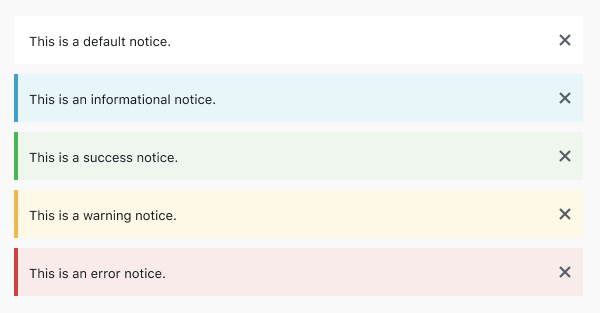 This is a default notice.
This is an informational notice.
This is a success notice.
This is a warning notice.
This is an error notice.